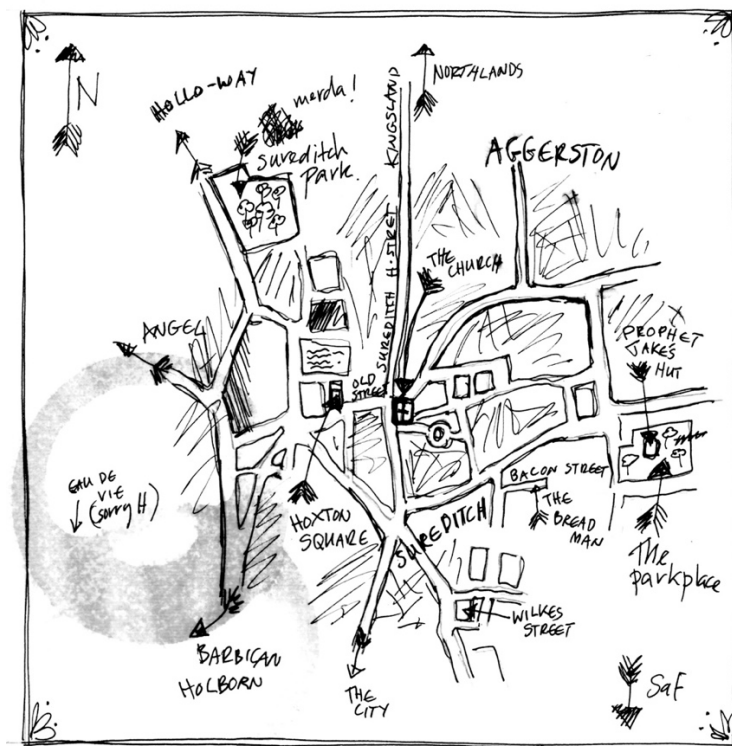 N
HOLLO-WAY
merda!
Sureditch
Park.
NORTHLANDS
KINGSLAND
SUREDITCH H-STREET
AGGERSTON
THE
CHURCH
ANGEL
OLD
STREET
PROPHET
JAKES
HUT
EAU DE
VIE
(sorry H)
HOXTON
SQUARE
SUREDITCH
BACON STREET
THE
BREAD
MAN
The
parkplace
WILKES
STREET
BARBICAN
HOLBORN
THE
CITY
SaF